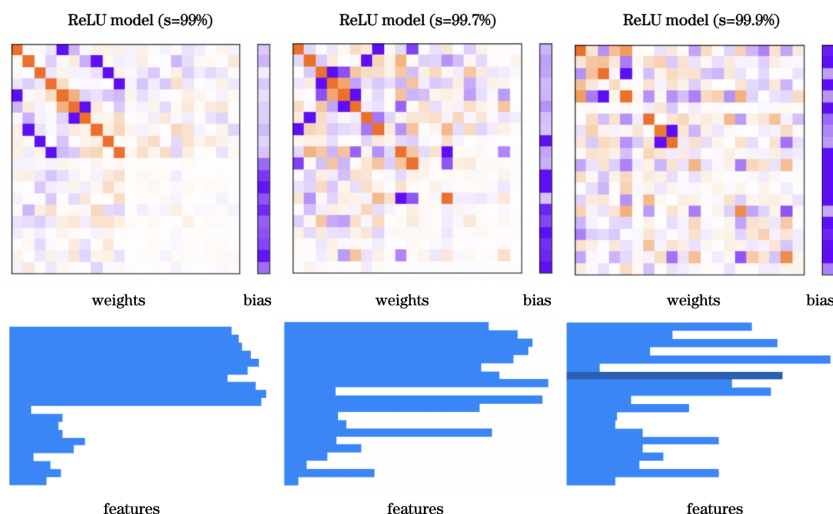 ReLU model (s=99%)
ReLU model (s=99.7%)
ReLU model (s=99.9%)
weights
bias
weights
bias
weights
bias
features
features
features